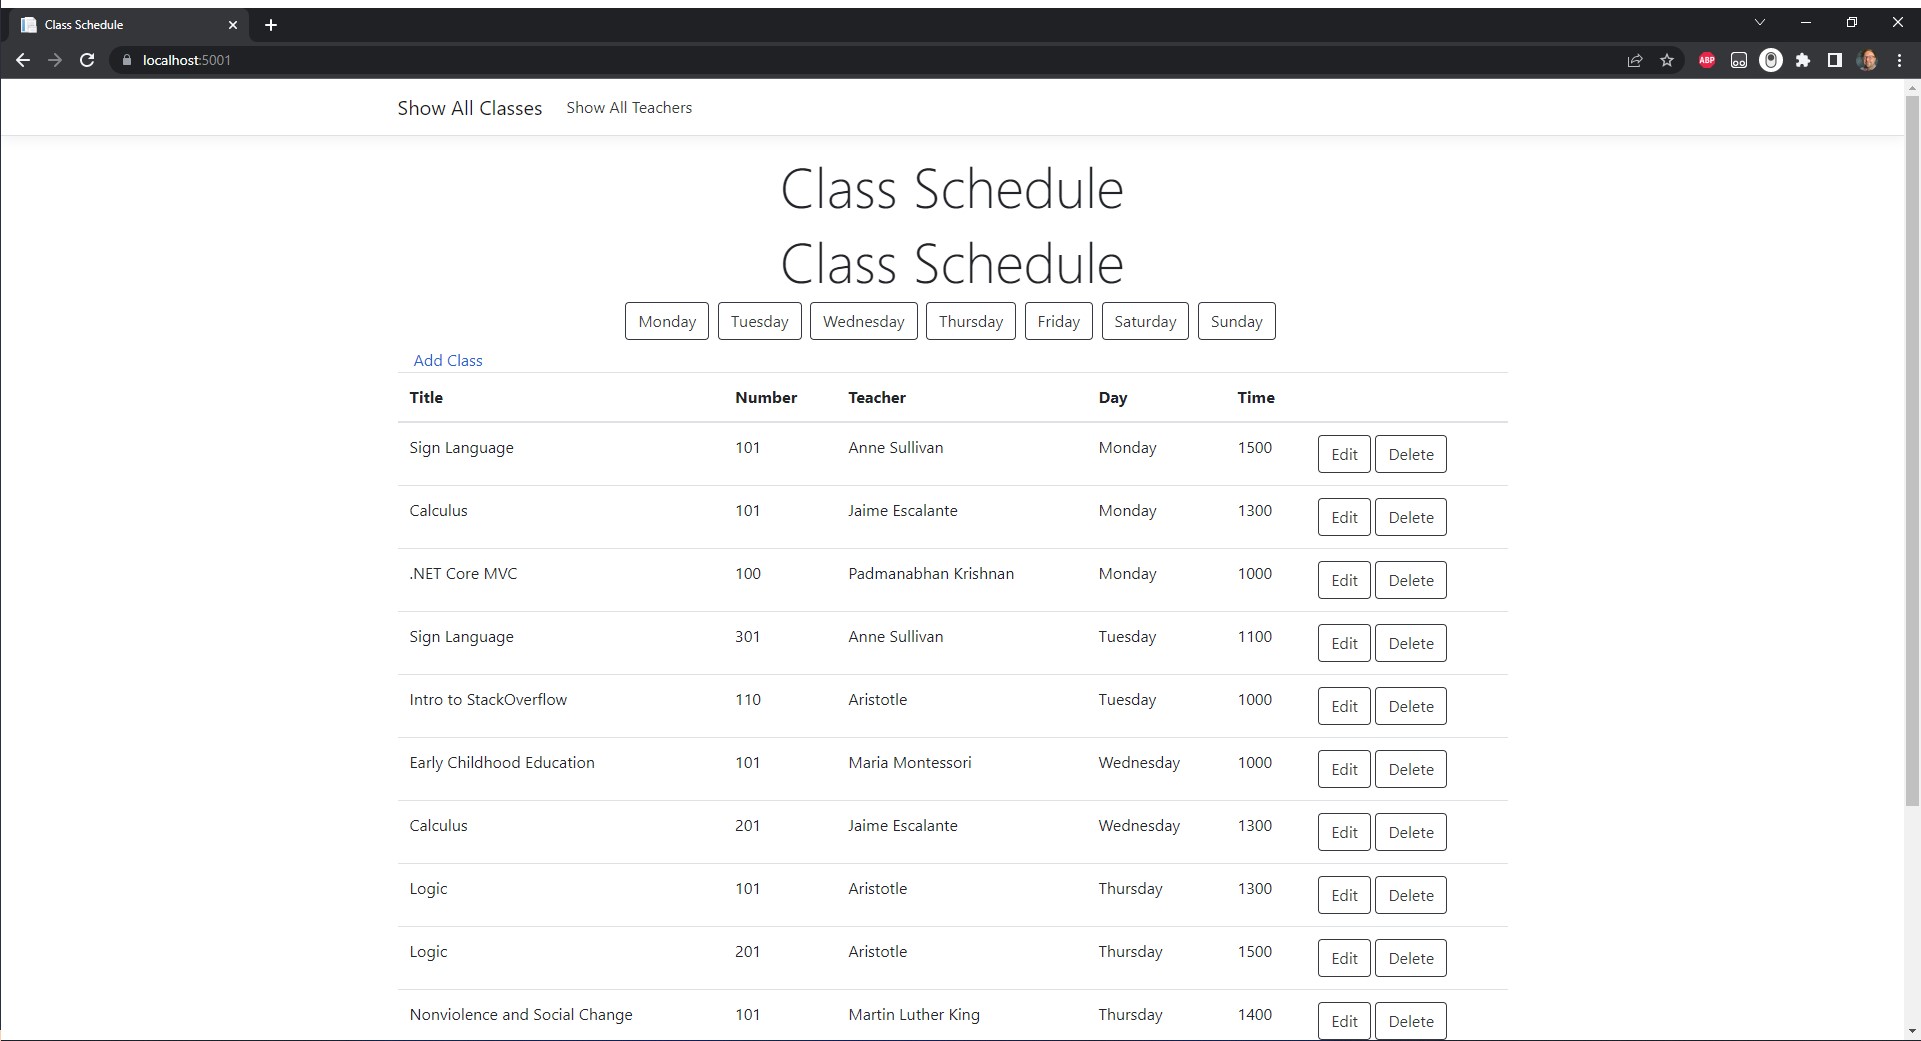 Class Schedule
localhost:5001
ABP
Show All Classes Show All Teachers
Class Schedule
Class Schedule
Monday Tuesday Wednesday Thursday Friday Saturday Sunday
Add Class
Title Number Teacher Day Time
Sign Language 101 Anne Sullivan Monday 1500 Edit Delete
Calculus 101 Jaime Escalante Monday 1300 Edit Delete
.NET Core MVC 100 Padmanabhan Krishnan Monday 1000 Edit Delete
Sign Language 301 Anne Sullivan Tuesday 1100 Edit Delete
Intro to StackOverflow 110 Aristotle Tuesday 1000 Edit Delete
Early Childhood Education 101 Maria Montessori Wednesday 1000 Edit Delete
Calculus 201 Jaime Escalante Wednesday 1300 Edit Delete
Logic 101 Aristotle Thursday 1300 Edit Delete
Logic 201 Aristotle Thursday 1500 Edit Delete
Nonviolence and Social Change 101 Martin Luther King Thursday 1400 Edit Delete